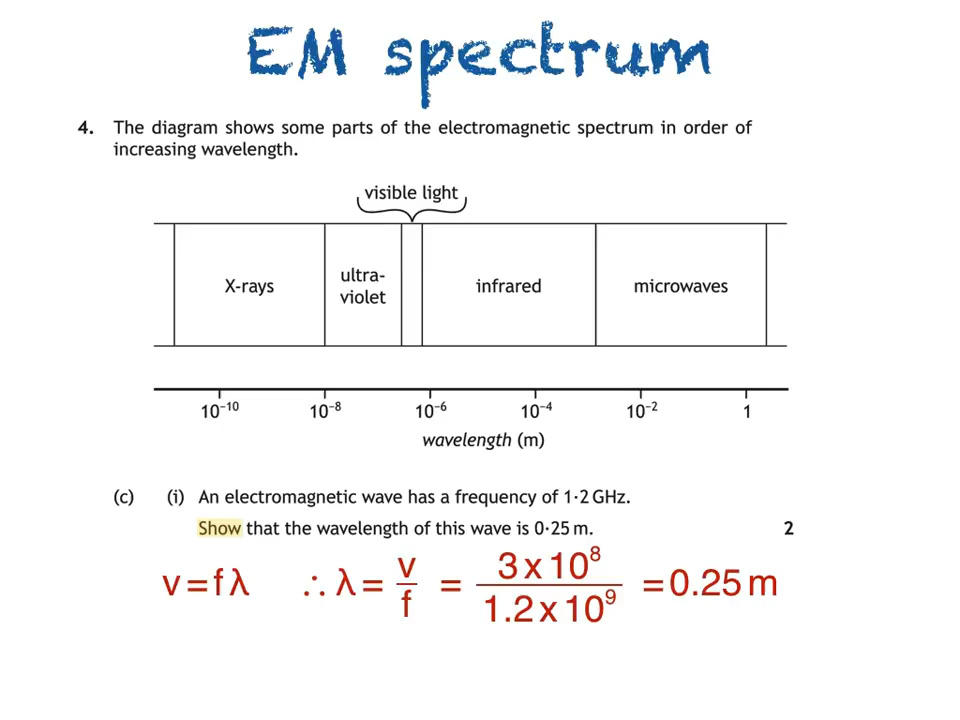 EM spectrum
4. The diagram shows some parts of the electromagnetic spectrum in order of
increasing wavelength.
visible light
X-rays
ultra-
violet
infrared
microwaves
10⁻¹⁰ 10⁻⁸ 10⁻⁶ 10⁻⁴ 10⁻² 1
wavelength (m)
(c) (i) An electromagnetic wave has a frequency of 1·2 GHz.
Show that the wavelength of this wave is 0·25 m. 2
v = f λ ∴ λ = v/f = 3 x 10⁸ / 1.2 x 10⁹ = 0.25 m